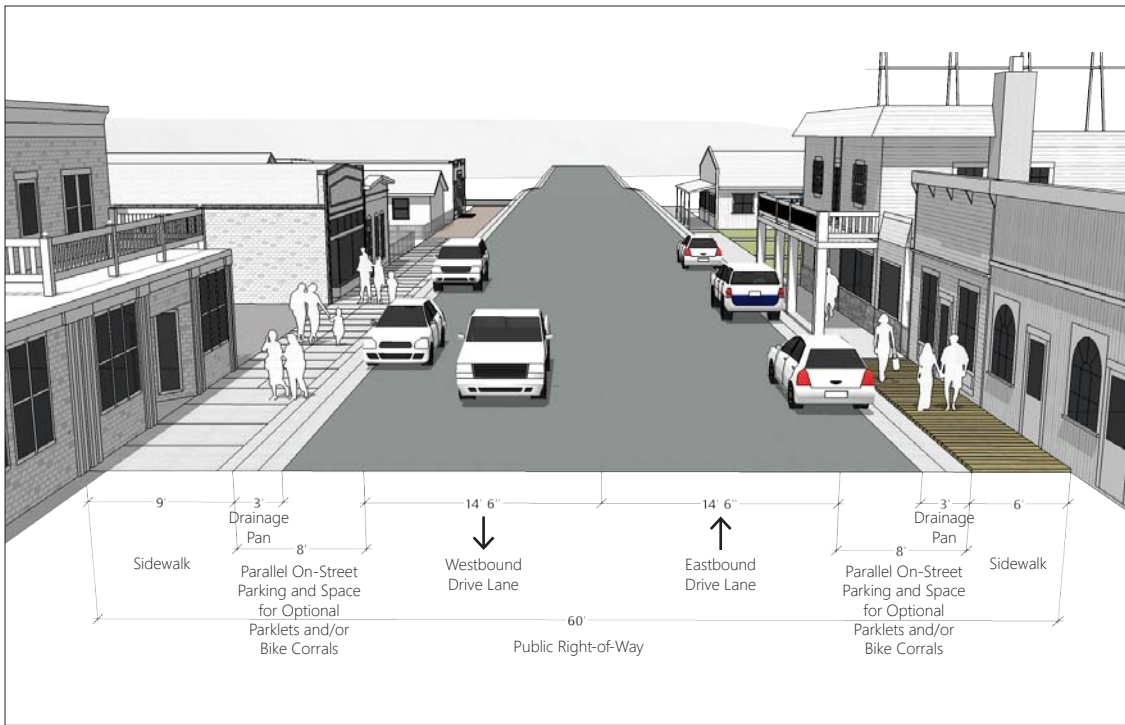 9'
3'
14' 6"
14' 6"
3'
6'
Drainage
Pan
Drainage
Pan
8'
8'
Sidewalk
Westbound
Drive Lane
Eastbound
Drive Lane
Sidewalk
Parallel On-Street
Parking and Space
for Optional
Parklets and/or
Bike Corrals
Parallel On-Street
Parking and Space
for Optional
Parklets and/or
Bike Corrals
60'
Public Right-of-Way